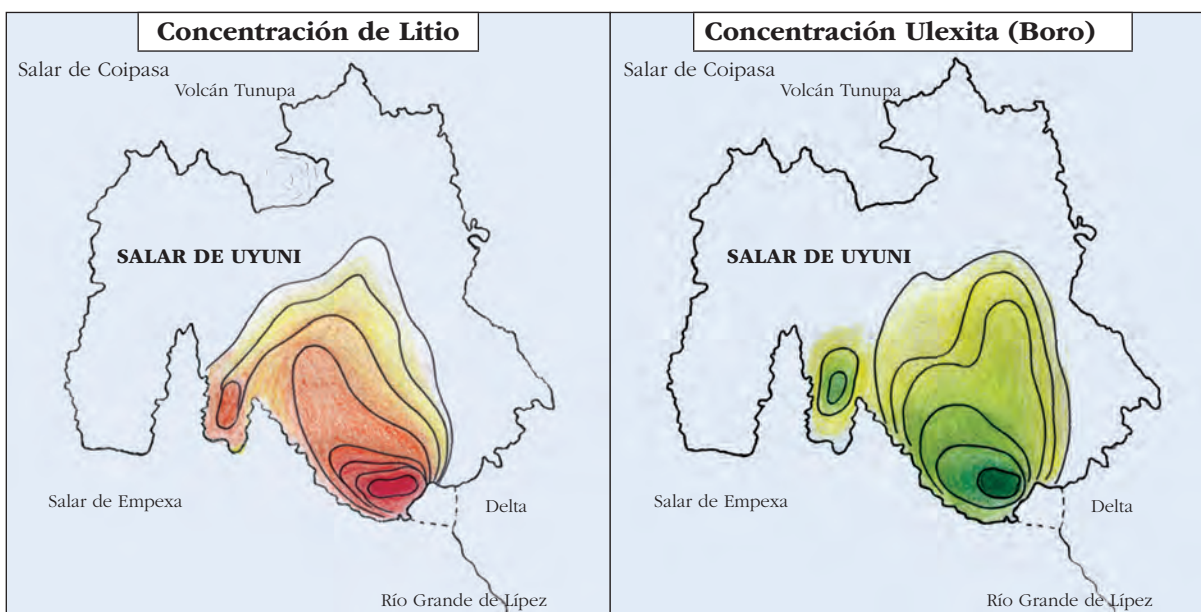 Concentración de Litio
Salar de Coipasa
Volcán Tunupa
SALAR DE UYUNI
Salar de Empexa
Delta
Río Grande de Lípez
Concentración Ulexita (Boro)
Salar de Coipasa
Volcán Tunupa
SALAR DE UYUNI
Salar de Empexa
Delta
Río Grande de Lípez